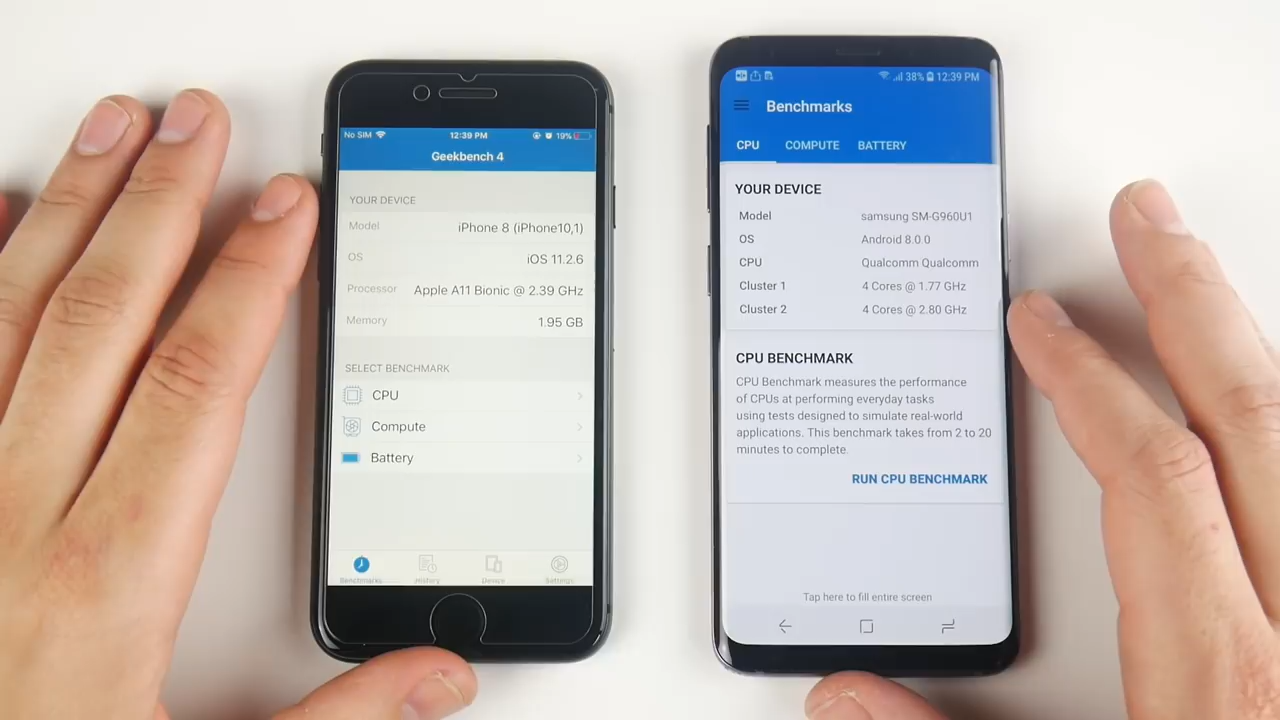 No SIM 12:39 PM 19%
Geekbench 4
YOUR DEVICE
Model iPhone 8 (iPhone10,1)
OS iOS 11.2.6
Processor Apple A11 Bionic @ 2.39 GHz
Memory 1.95 GB
SELECT BENCHMARK
CPU
Compute
Battery
Benchmarks History Device Settings
38% 12:39 PM
Benchmarks
CPU COMPUTE BATTERY
YOUR DEVICE
Model samsung SM-G960U1
OS Android 8.0.0
CPU Qualcomm Qualcomm
Cluster 1 4 Cores @ 1.77 GHz
Cluster 2 4 Cores @ 2.80 GHz
CPU BENCHMARK
CPU Benchmark measures the performance
of CPUs at performing everyday tasks
using tests designed to simulate real-world
applications. This benchmark takes from 2 to 20
minutes to complete.
RUN CPU BENCHMARK
Tap here to fill entire screen